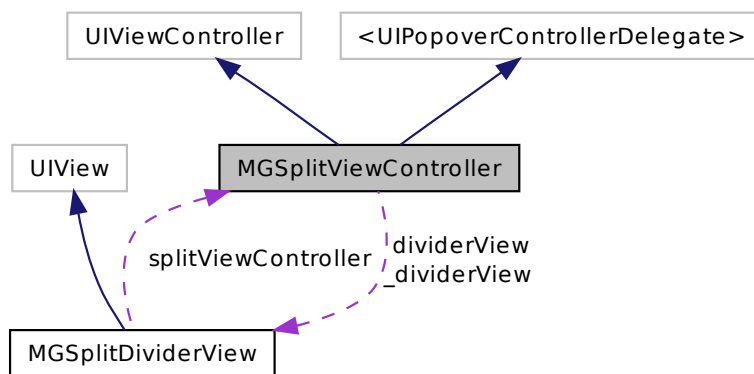 UIViewController
<UIPopoverControllerDelegate>
UIView
MGSplitViewController
splitViewController
dividerView
_dividerView
MGSplitDividerView